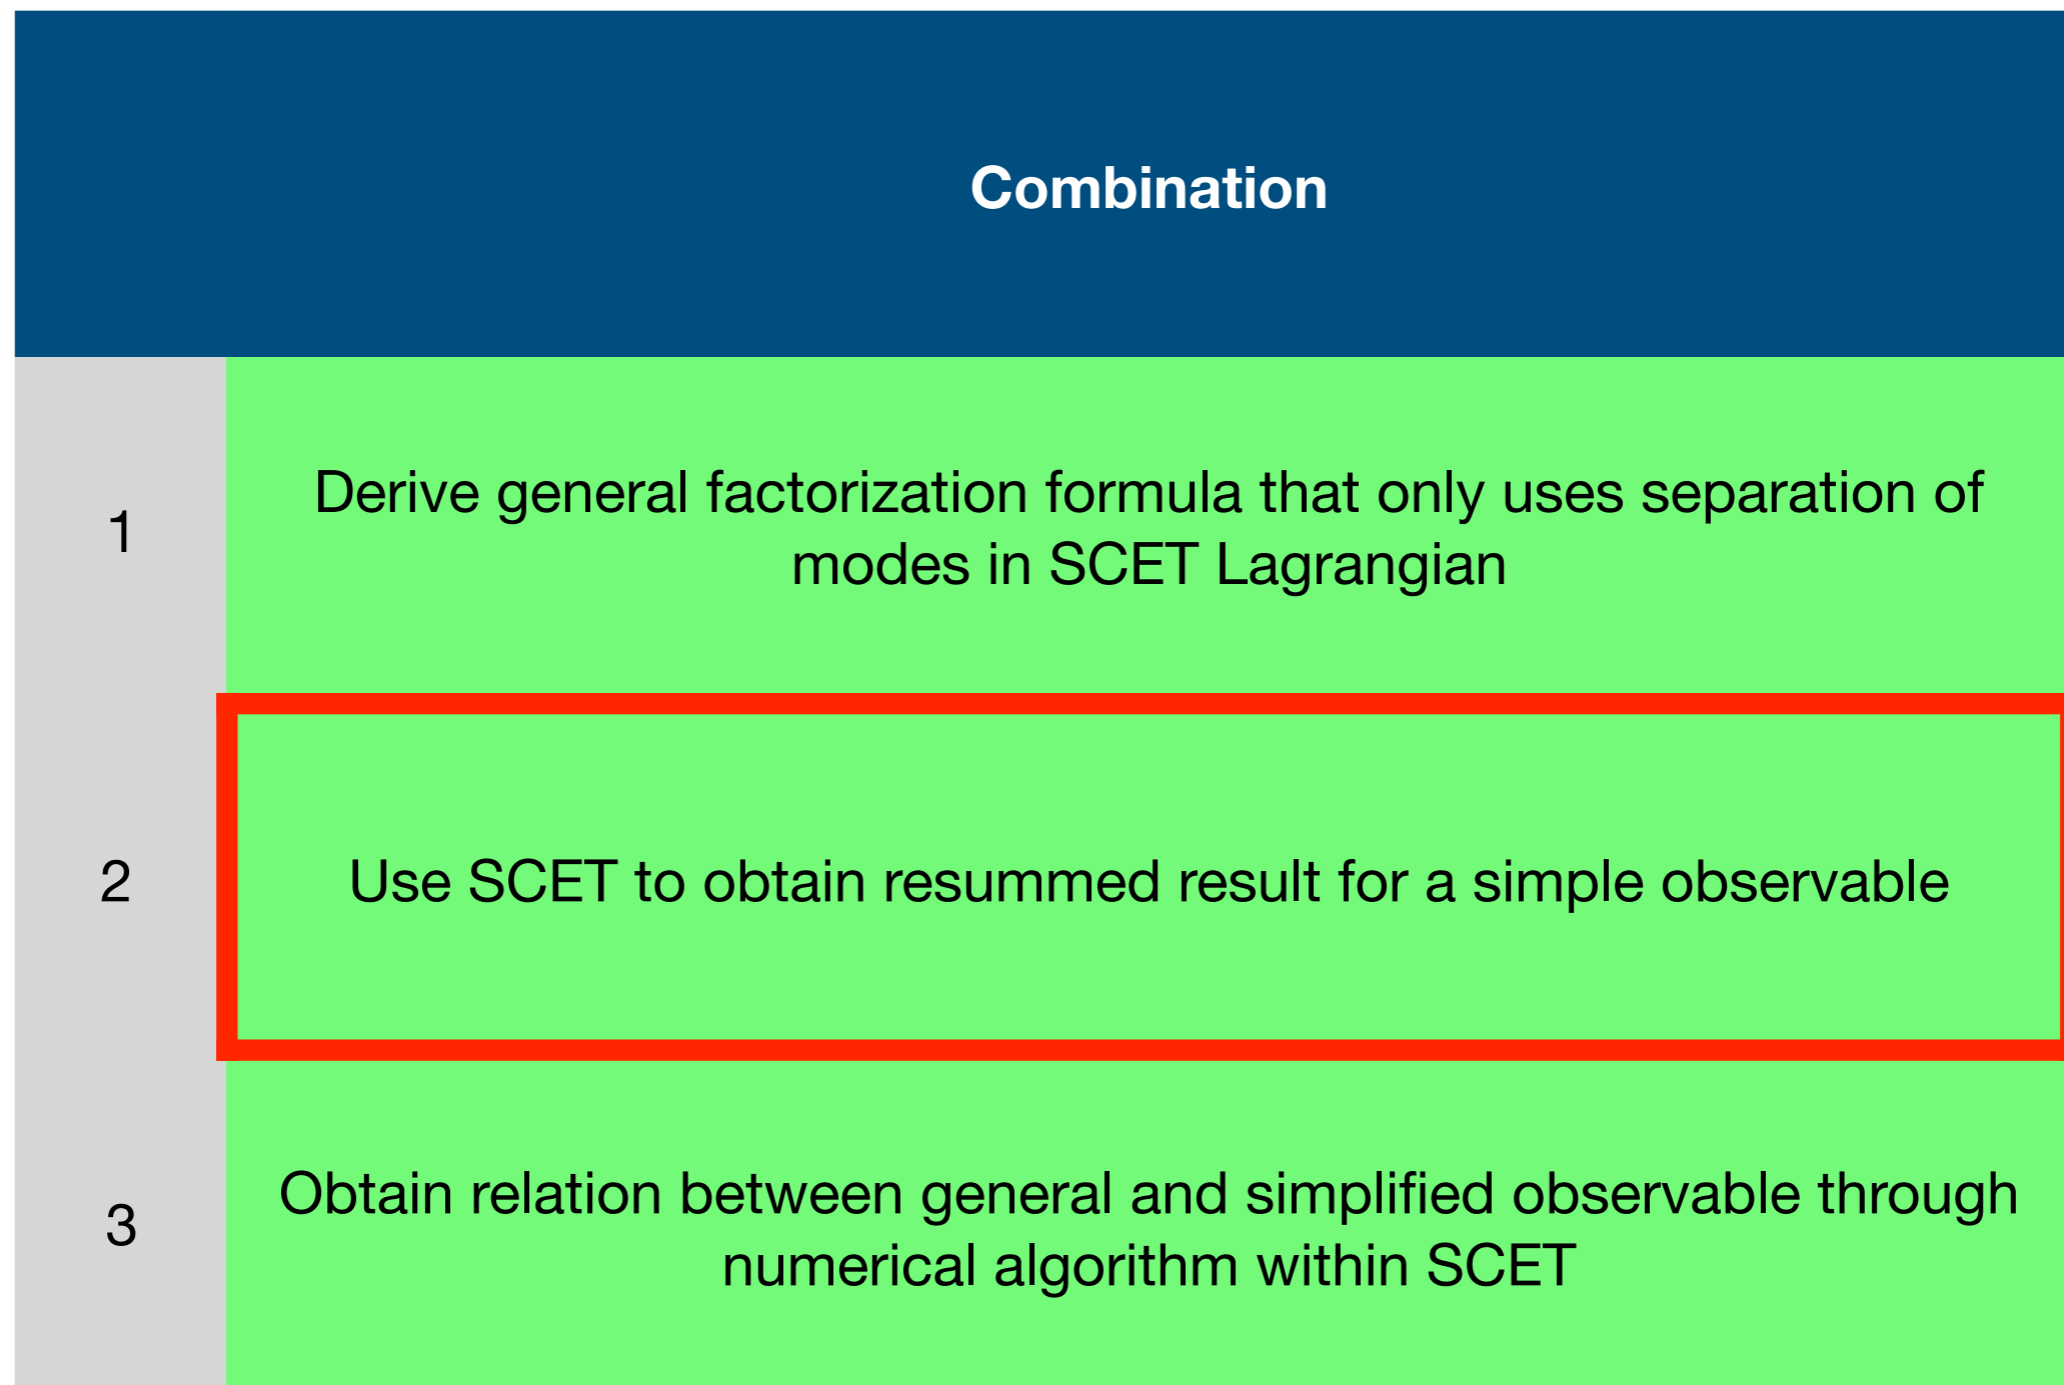 Combination
1
Derive general factorization formula that only uses separation of
modes in SCET Lagrangian
2
Use SCET to obtain resummed result for a simple observable
3
Obtain relation between general and simplified observable through
numerical algorithm within SCET